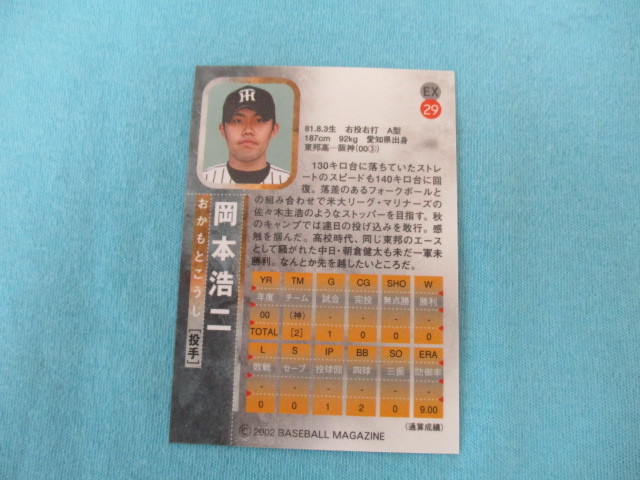 EX
29
81.8.3生 右投右打 A型
187cm 92kg 愛知県出身
東邦高―阪神(00③)
130キロ台に落ちていたストレ
ートのスピードも140キロ台に回
復。落差のあるフォークボールと
の組み合わせで米大リーグ・マリナーズの
佐々木主浩のようなストッパーを目指す。秋
のキャンプでは連日の投げ込みを敢行。感
触を掴んだ。高校時代、同じ東邦のエース
として騒がれた中日・朝倉健太も未だ一軍未
勝利。なんとか先を越したいところだ。
岡本浩二
おかもとこうじ
[投手]
YR TM G CG SHO W
年度 チーム 試合 完投 無点勝 勝利
00 (神) - - - -
TOTAL [2] 1 0 0 0
L S IP BB SO ERA
敗戦 セーブ 投球回 四球 三振 防御率
- - - - - -
0 0 1 2 0 9.00
(通算成績)
©2002 BASEBALL MAGAZINE